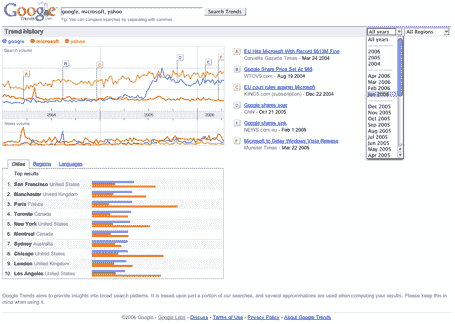 Google
Trends Labs
google, microsoft, yahoo
Search Trends
Tip: You can compare searches by separating with commas.
Trend history
All years
All Regions
google microsoft yahoo
Search volume
2004
2005
2006
News volume
A EU Hits Microsoft With Record $613M Fine
Corvallis Gazette Times - Mar 24 2004
B Google Share Price Set At $85
WTOV9.com - Aug 19 2004
C EU court rules against Microsoft
KING5.com (subscription) - Dec 22 2004
D Google shares soar
CNN - Oct 21 2005
E Google shares sink
NEWS.com.au - Feb 1 2006
F Microsoft to Delay Windows Vista Release
Munster Times - Mar 22 2006
All years
2006
2005
2004
Apr 2006
Mar 2006
Feb 2006
Jan 2006
Dec 2005
Nov 2005
Oct 2005
Sep 2005
Aug 2005
Jul 2005
Jun 2005
May 2005
Apr 2005
Cities Regions Languages
Top results
1. San Francisco United States
2. Manchester United Kingdom
3. Paris France
4. Toronto Canada
5. New York United States
6. Montreal Canada
7. Sydney Australia
8. Chicago United States
9. London United Kingdom
10. Los Angeles United States
Google Trends aims to provide insights into broad search patterns. It is based upon just a portion of our searches, and several approximations are used when computing your results. Please keep this in mind when using it.
©2006 Google - Google Labs - Discuss - Terms of Use - Privacy Policy - About Google Trends